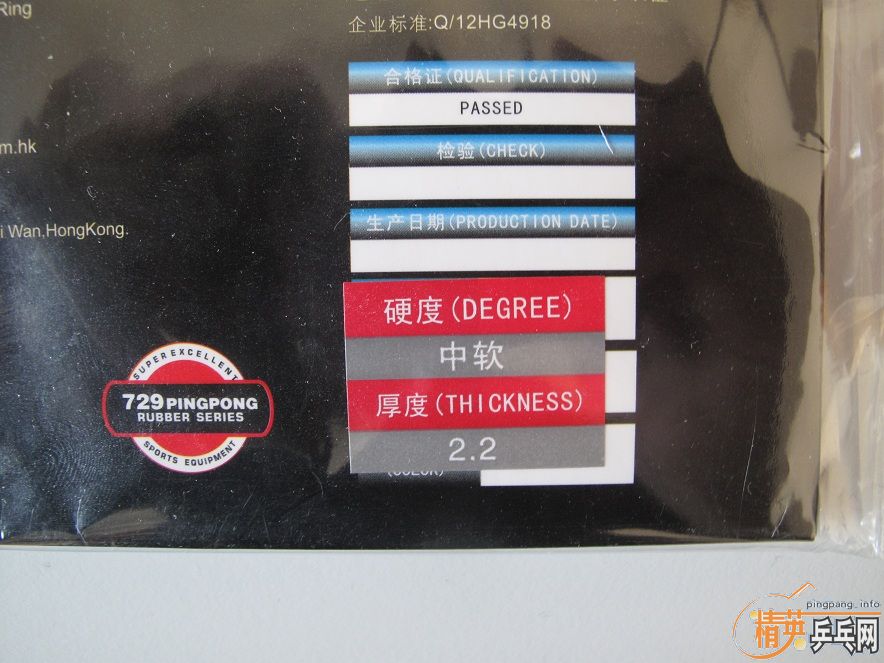 Ring
企业标准:Q/12HG4918
合格证(QUALIFICATION)
PASSED
m.hk
检验(CHECK)
生产日期(PRODUCTION DATE)
i Wan,HongKong.
硬度(DEGREE)
中软
厚度(THICKNESS)
2.2
(COLOR)
SUPER EXCELLENT
729 PINGPONG
RUBBER SERIES
SPORTS EQUIPMENT
pingpang_info
精英乒乓网